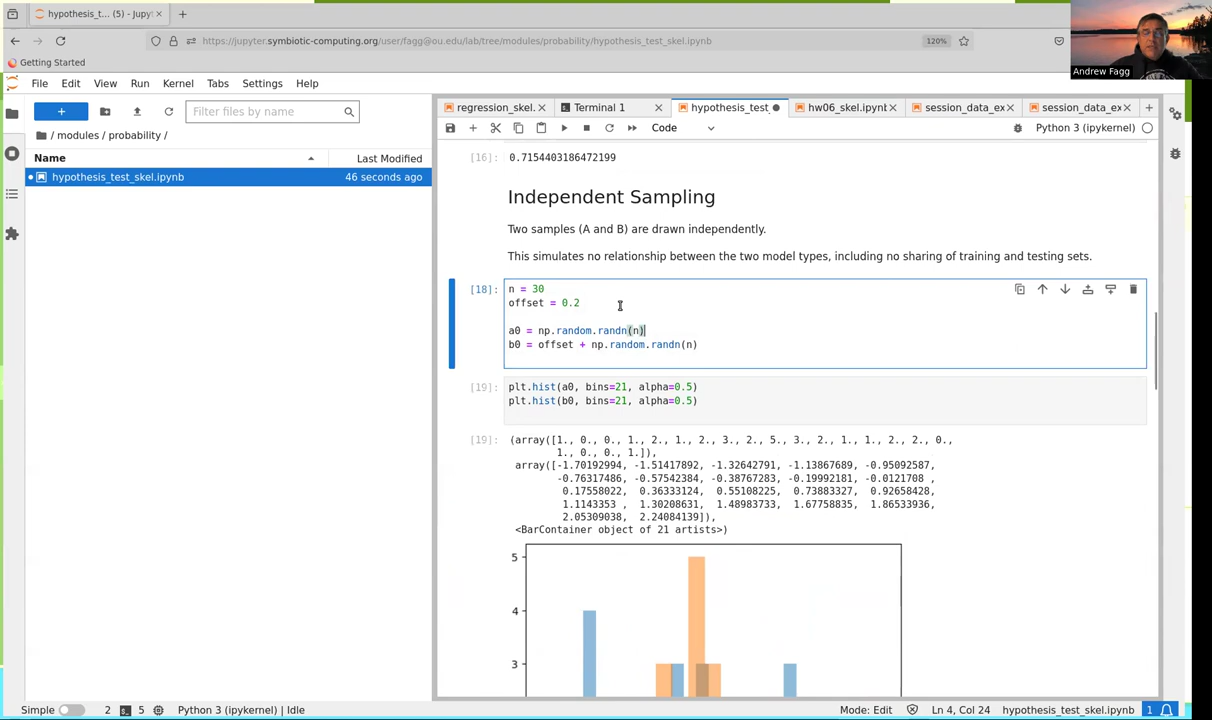 hypothesis_t... (5) - Jupyt
https://jupyter.symbiotic-computing.org/user/fagg@ou.edu/lab/tree/modules/probability/hypothesis_test_skel.ipynb
120%
Getting Started
Andrew Fagg
File Edit View Run Kernel Tabs Settings Help
Filter files by name
/ modules / probability /
Name Last Modified
hypothesis_test_skel.ipynb 46 seconds ago
regression_skel. Terminal 1 hypothesis_test_ hw06_skel.ipynt session_data_ex session_data_ex
Code
Python 3 (ipykernel)
[16]: 0.7154403186472199
Independent Sampling
Two samples (A and B) are drawn independently.
This simulates no relationship between the two model types, including no sharing of training and testing sets.
[18]: n = 30
offset = 0.2
a0 = np.random.randn(n)
b0 = offset + np.random.randn(n)
[19]: plt.hist(a0, bins=21, alpha=0.5)
plt.hist(b0, bins=21, alpha=0.5)
[19]: (array([1., 0., 0., 1., 2., 1., 2., 3., 2., 5., 3., 2., 1., 1., 2., 2., 0.,
1., 0., 0., 1.]),
array([-1.70192994, -1.51417892, -1.32642791, -1.13867689, -0.95092587,
-0.76317486, -0.57542384, -0.38767283, -0.19992181, -0.0121708 ,
0.17558022, 0.36333124, 0.55108225, 0.73883327, 0.92658428,
1.1143353 , 1.30208631, 1.48983733, 1.67758835, 1.86533936,
2.05309038, 2.24084139]),
<BarContainer object of 21 artists>)
5
4
3
Simple 2 5 Python 3 (ipykernel) | Idle
Mode: Edit Ln 4, Col 24 hypothesis_test_skel.ipynb 1